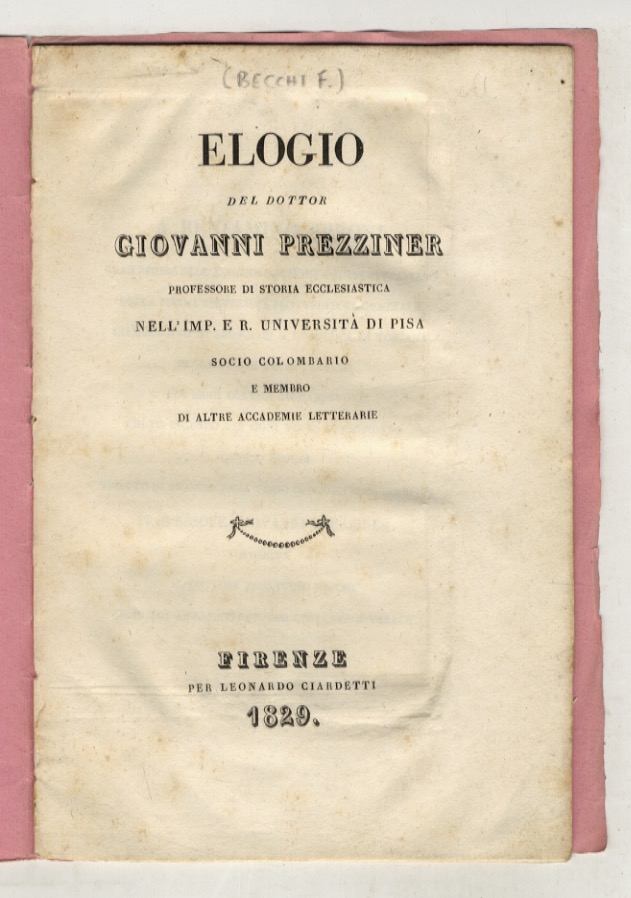 (BECCHI F.)
ELOGIO
DEL DOTTOR
GIOVANNI PREZZINER
PROFESSORE DI STORIA ECCLESIASTICA
NELL'IMP. E R. UNIVERSITÀ DI PISA
SOCIO COLOMBARIO
E MEMBRO
DI ALTRE ACCADEMIE LETTERARIE
FIRENZE
PER LEONARDO CIARDETTI
1829.